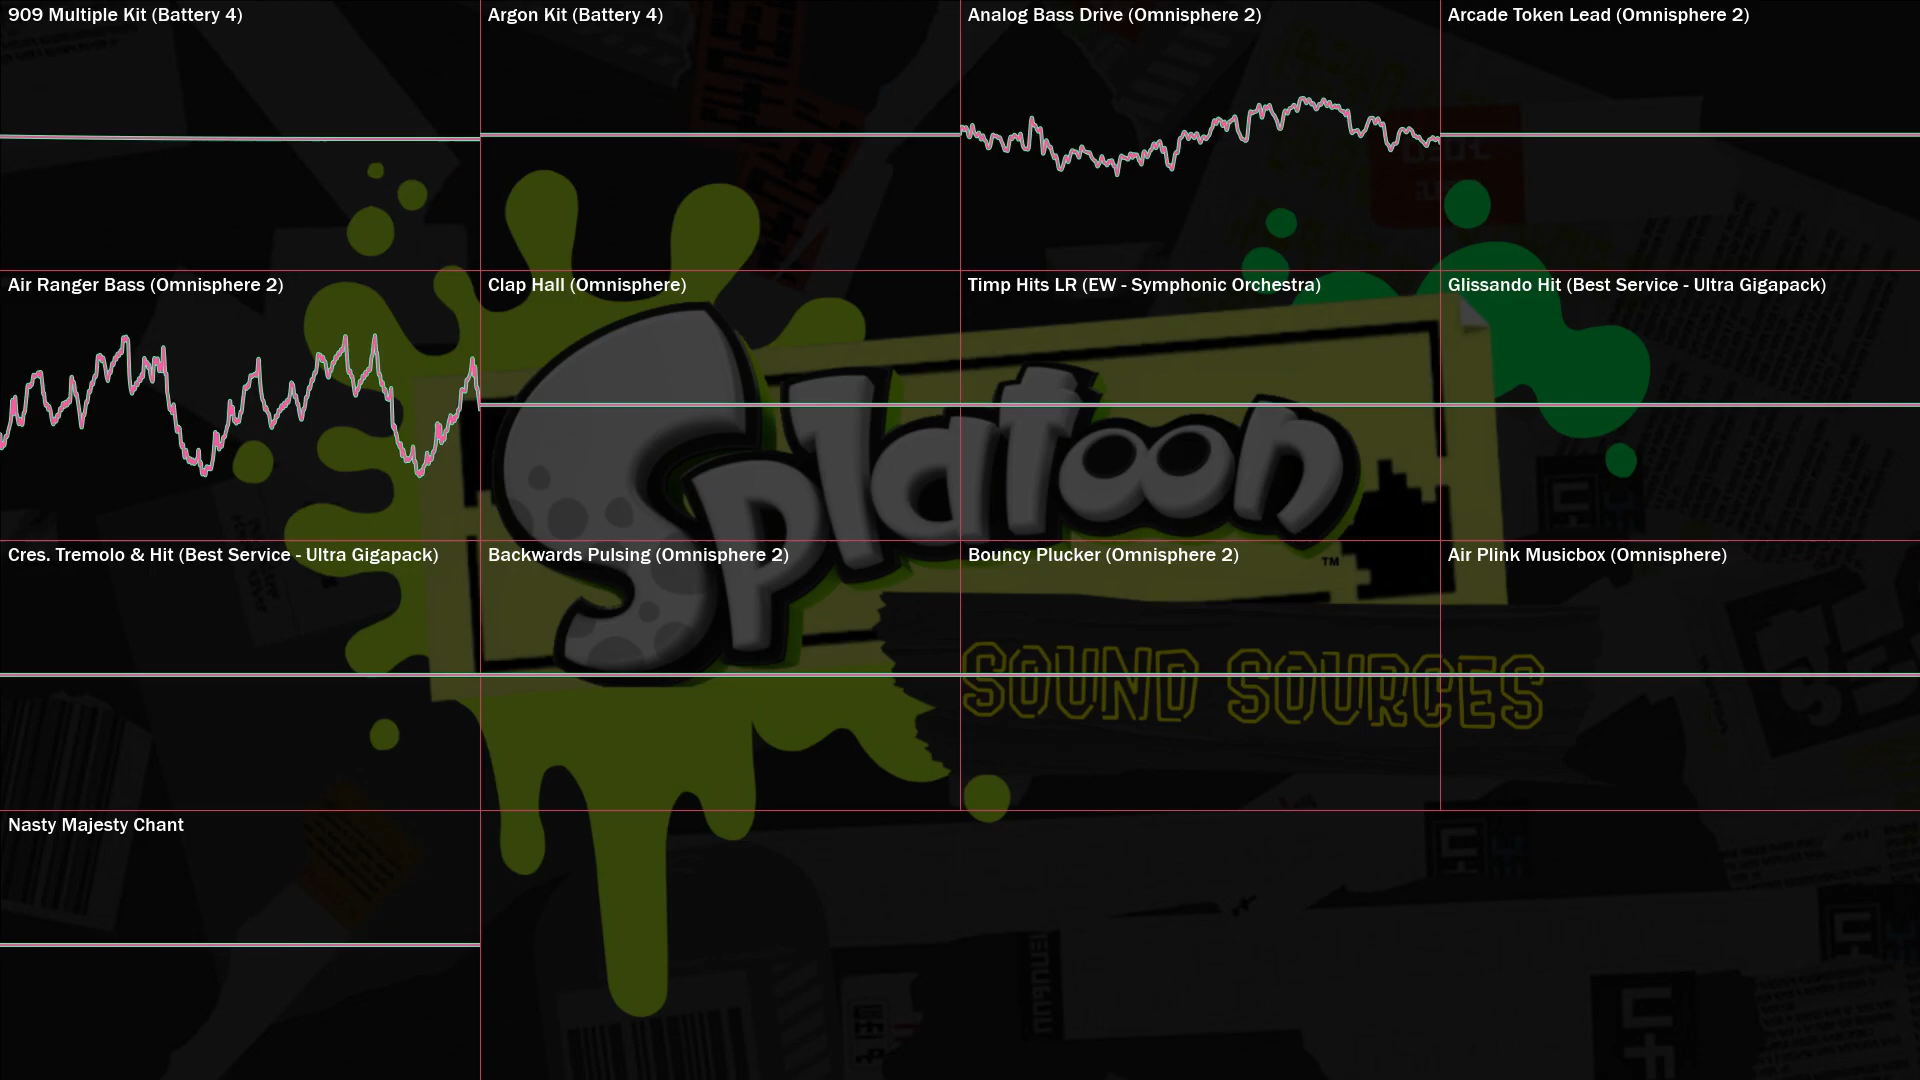 909 Multiple Kit (Battery 4)
Argon Kit (Battery 4)
Analog Bass Drive (Omnisphere 2)
Arcade Token Lead (Omnisphere 2)
Air Ranger Bass (Omnisphere 2)
Clap Hall (Omnisphere)
Timp Hits LR (EW - Symphonic Orchestra)
Glissando Hit (Best Service - Ultra Gigapack)
Splatoon
TM
Cres. Tremolo & Hit (Best Service - Ultra Gigapack)
Backwards Pulsing (Omnisphere 2)
Bouncy Plucker (Omnisphere 2)
Air Plink Musicbox (Omnisphere)
SOUND SOURCES
Nasty Majesty Chant